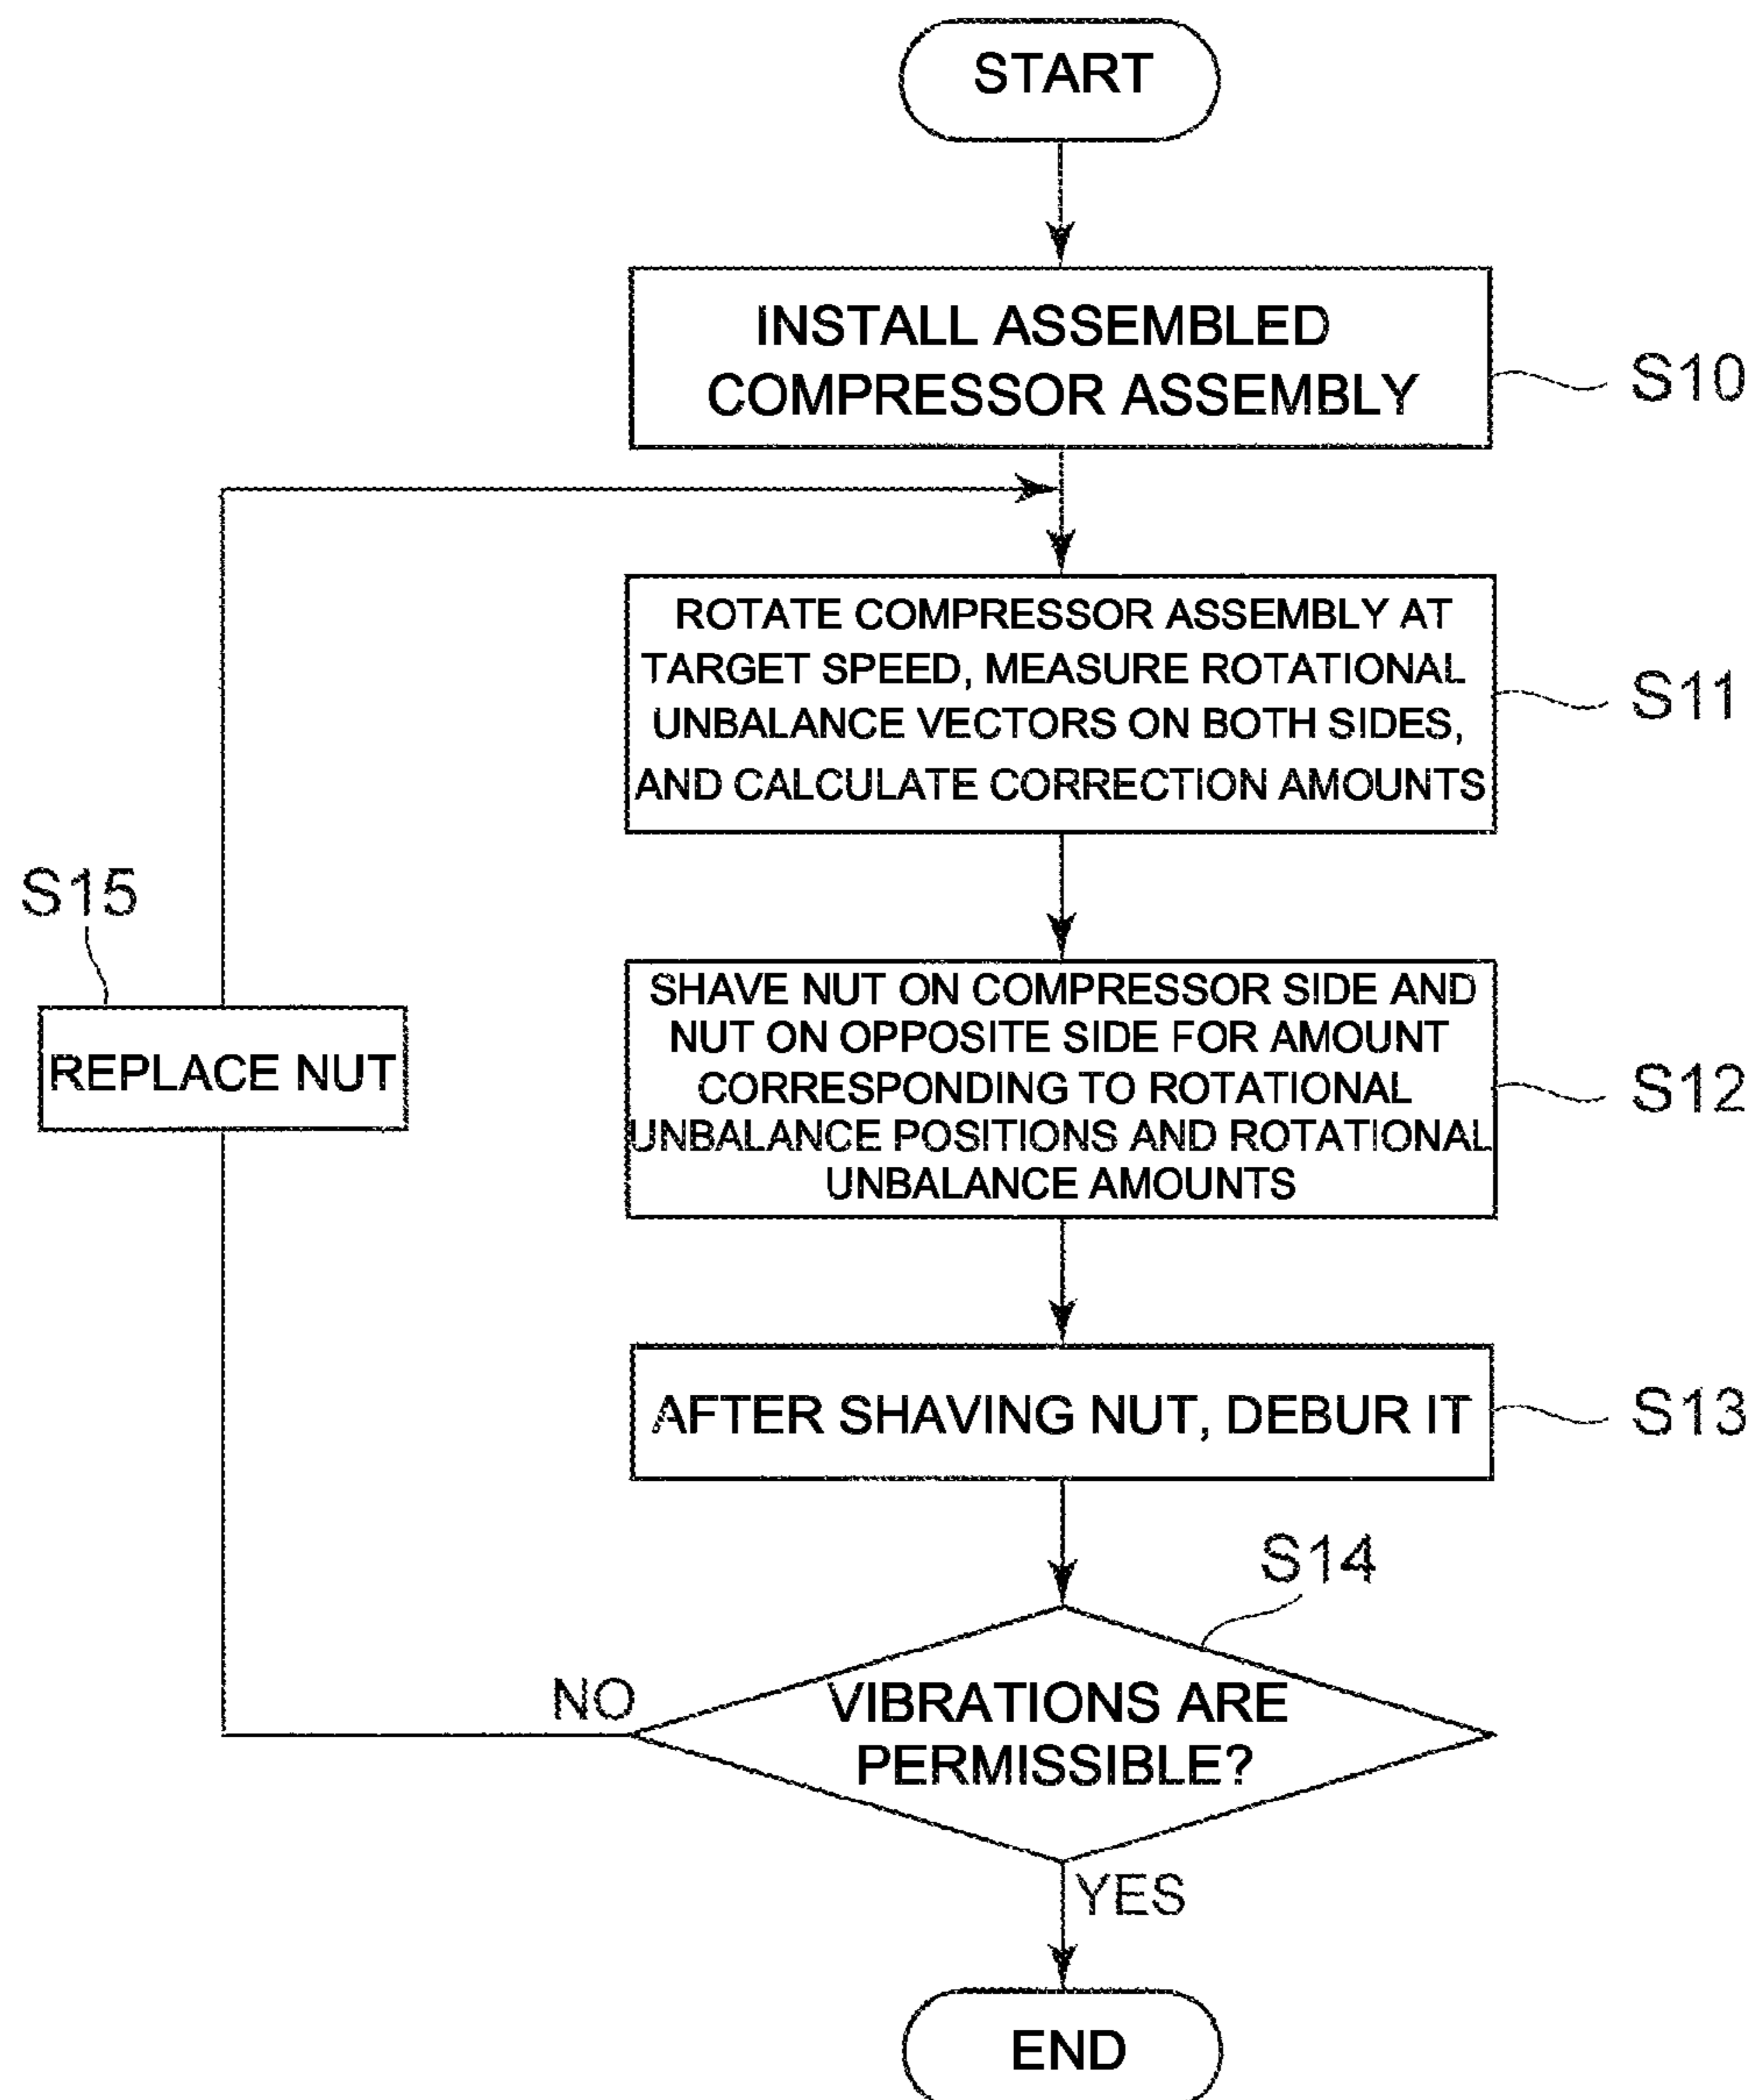 START
INSTALL ASSEMBLED
COMPRESSOR ASSEMBLY
S10
ROTATE COMPRESSOR ASSEMBLY AT
TARGET SPEED, MEASURE ROTATIONAL
UNBALANCE VECTORS ON BOTH SIDES,
AND CALCULATE CORRECTION AMOUNTS
S11
S15
REPLACE NUT
SHAVE NUT ON COMPRESSOR SIDE AND
NUT ON OPPOSITE SIDE FOR AMOUNT
CORRESPONDING TO ROTATIONAL
UNBALANCE POSITIONS AND ROTATIONAL
UNBALANCE AMOUNTS
S12
AFTER SHAVING NUT, DEBUR IT
S13
S14
NO
VIBRATIONS ARE
PERMISSIBLE?
YES
END